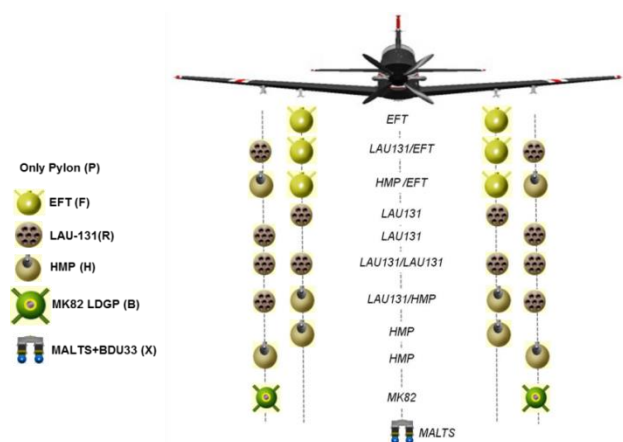 EFT
LAU131/EFT
Only Pylon (P)
HMP /EFT
EFT (F)
LAU131
LAU-131(R)
LAU131
LAU131/LAU131
HMP (H)
LAU131/HMP
MK82 LDGP (B)
HMP
HMP
MALTS+BDU33 (X)
MK82
MALTS